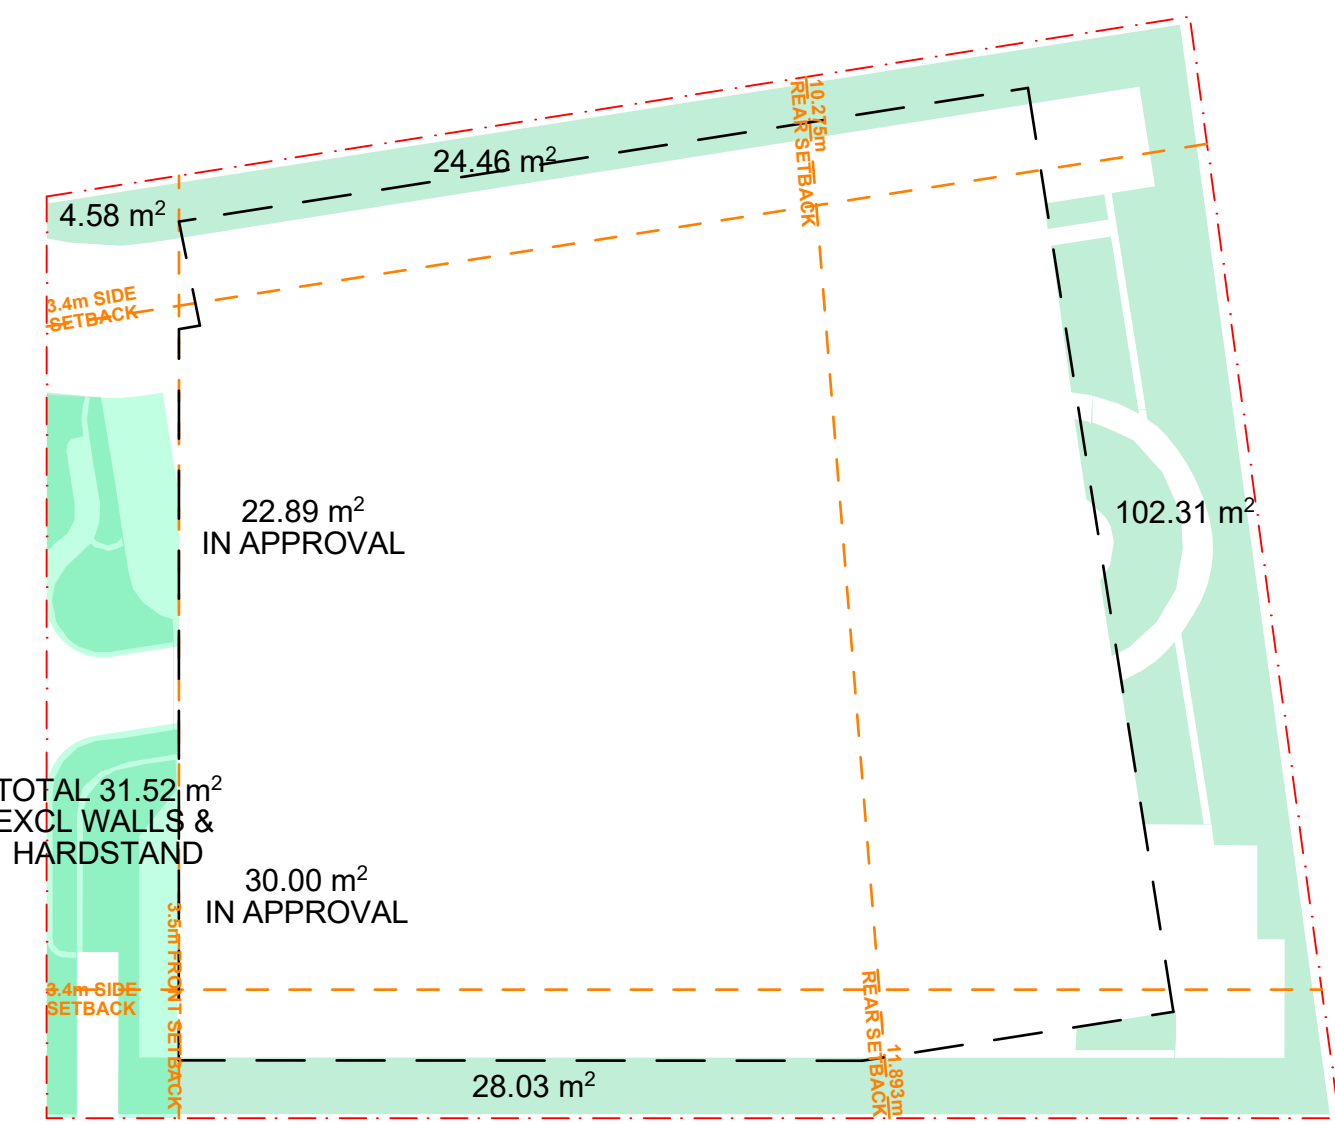 10.275m
REAR SETBACK
24.46 m²
4.58 m²
3.4m SIDE
SETBACK
22.89 m²
IN APPROVAL
102.31 m²
TOTAL 31.52 m²
EXCL WALLS &
HARDSTAND
30.00 m²
IN APPROVAL
3.5m FRONT SETBACK
3.4m SIDE
SETBACK
11.893m
REAR SETBACK
28.03 m²